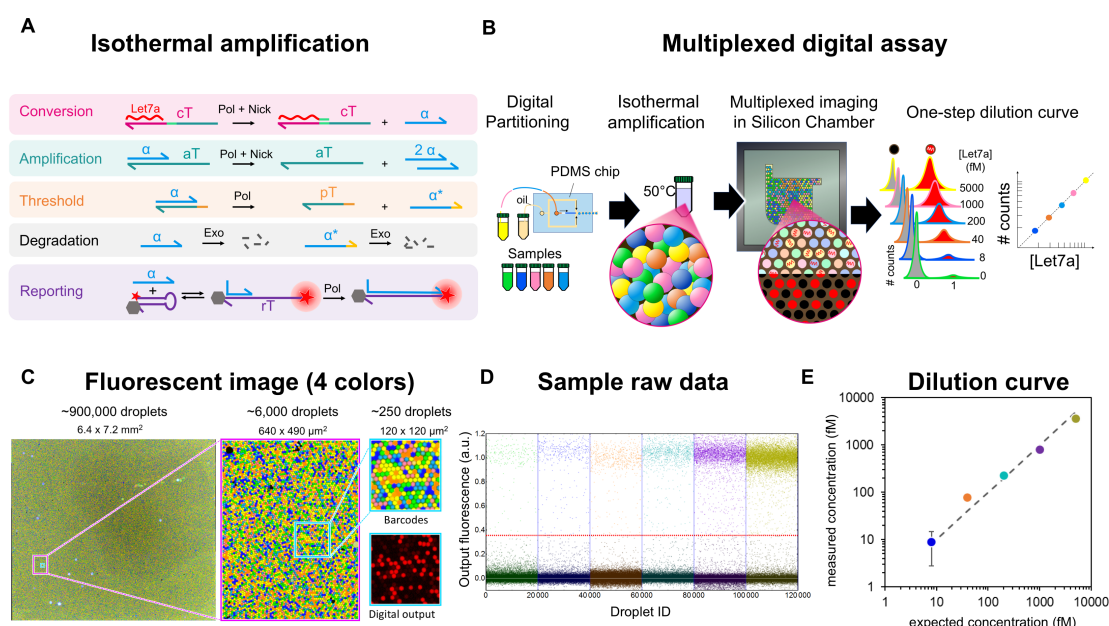 A
Isothermal amplification
Conversion
Let7a
cT
Pol + Nick
cT
+
α
Amplification
α
aT
Pol + Nick
aT
+
2 α
Threshold
α
Pol
pT
+
α*
Degradation
α
Exo
α*
Exo
Reporting
α
+
rT
Pol
B
Multiplexed digital assay
Digital
Partitioning
PDMS chip
oil
Samples
Isothermal
amplification
50°C
Multiplexed imaging
in Silicon Chamber
One-step dilution curve
[Let7a]
(fM)
5000
1000
200
40
8
0
# counts
0
1
# counts
[Let7a]
C
Fluorescent image (4 colors)
~900,000 droplets
6.4 x 7.2 mm²
~6,000 droplets
640 x 490 µm²
~250 droplets
120 x 120 µm²
Barcodes
Digital output
D
Sample raw data
Output fluorescence (a.u.)
1.2
1.0
0.8
0.6
0.4
0.2
0.0
0
20000
40000
60000
80000
100000
120000
Droplet ID
E
Dilution curve
measured concentration (fM)
10000
1000
100
10
1
1
10
100
1000
10000
expected concentration (fM)